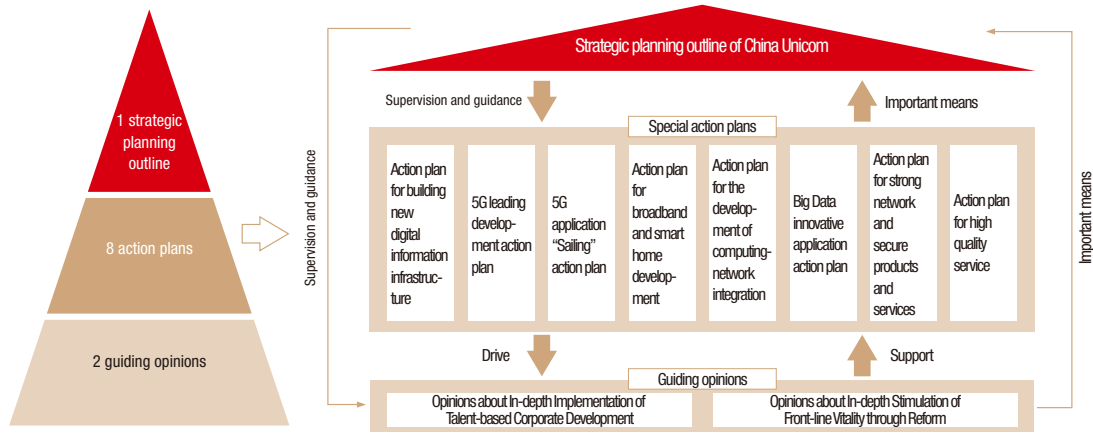 1 strategic
planning
outline
8 action plans
2 guiding opinions
Supervision and guidance
Strategic planning outline of China Unicom
Supervision and guidance
Important means
Special action plans
Action plan
for building
new
digital
information
infrastruc-
ture
5G leading
develop-
ment action
plan
5G
application
“Sailing”
action plan
Action
plan for
broadband
and smart
home
develop-
ment
Action
plan for the
develop-
ment of
computing-
network
integration
Big Data
innovative
application
action plan
Action plan
for strong
network
and
secure
products
and
services
Action plan
for high
quality
service
Drive
Support
Guiding opinions
Opinions about In-depth Implementation of
Talent-based Corporate Development
Opinions about In-depth Stimulation of
Front-line Vitality through Reform
Important means